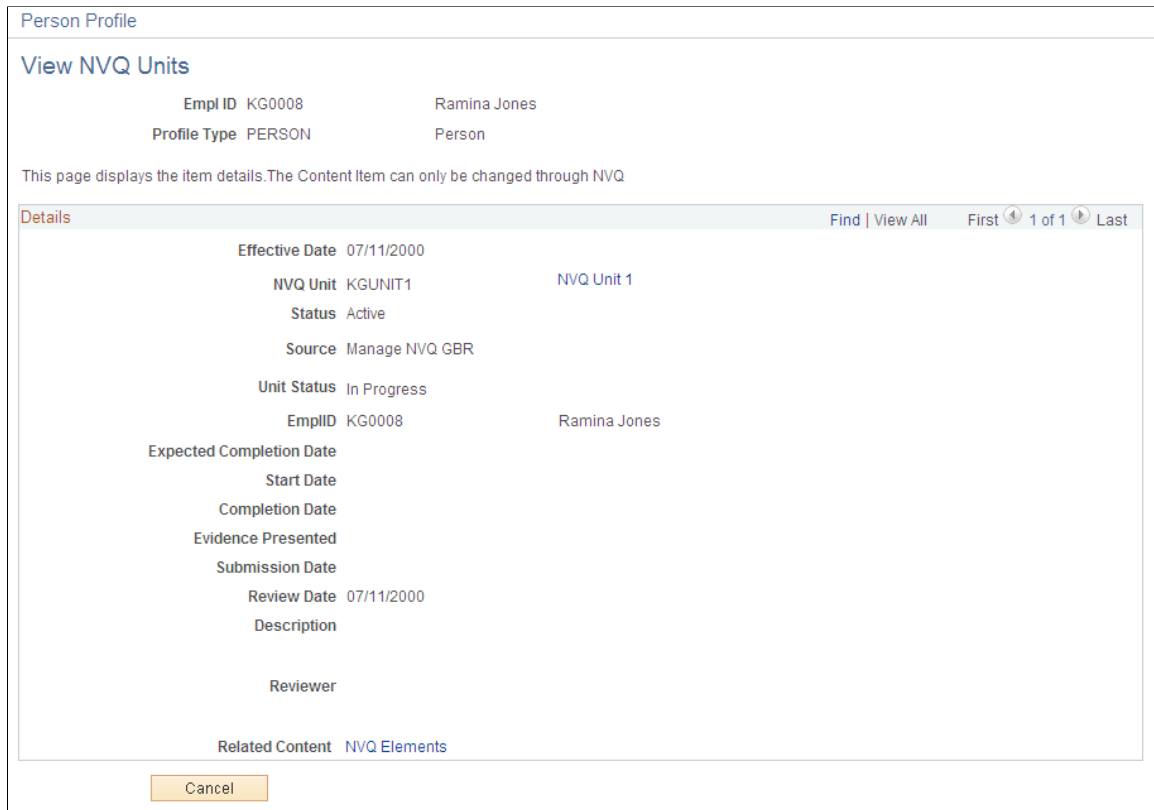 Person Profile
View NVQ Units
Empl ID KG0008 Ramina Jones
Profile Type PERSON Person
This page displays the item details.The Content Item can only be changed through NVQ
Details Find | View All First 1 of 1 Last
Effective Date 07/11/2000
NVQ Unit KGUNIT1 NVQ Unit 1
Status Active
Source Manage NVQ GBR
Unit Status In Progress
EmplID KG0008 Ramina Jones
Expected Completion Date
Start Date
Completion Date
Evidence Presented
Submission Date
Review Date 07/11/2000
Description
Reviewer
Related Content NVQ Elements
Cancel